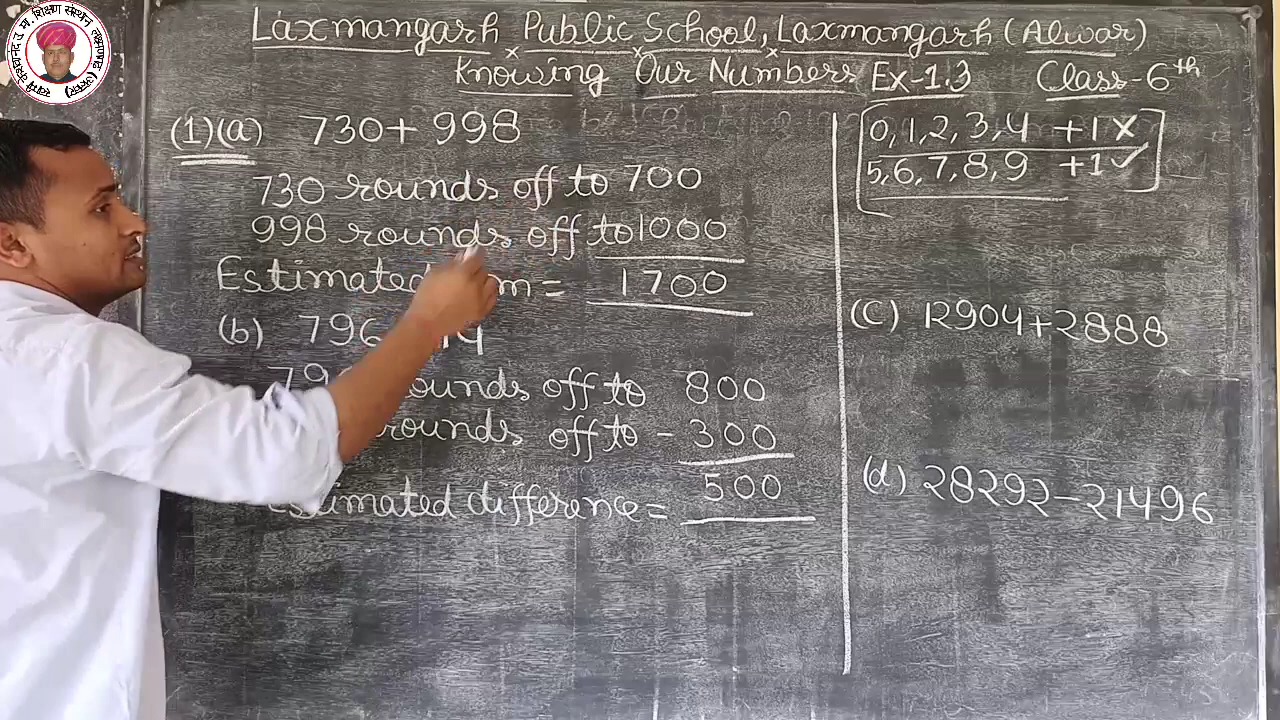 Laxmangarh Public School, Laxmangarh (Alwar)
Knowing Our Numbers Ex-1.3 Class-6th
(1)(a) 730+998
730 rounds off to 700
998 rounds off to 1000
Estimated = 1700
(b) 796
rounds off to 800
rounds off to - 300
Estimated difference = 500
0, 1, 2, 3, 4 +1 ×
5, 6, 7, 8, 9 +1 ✓
(c) 12904+2888
(d) 28292-21496